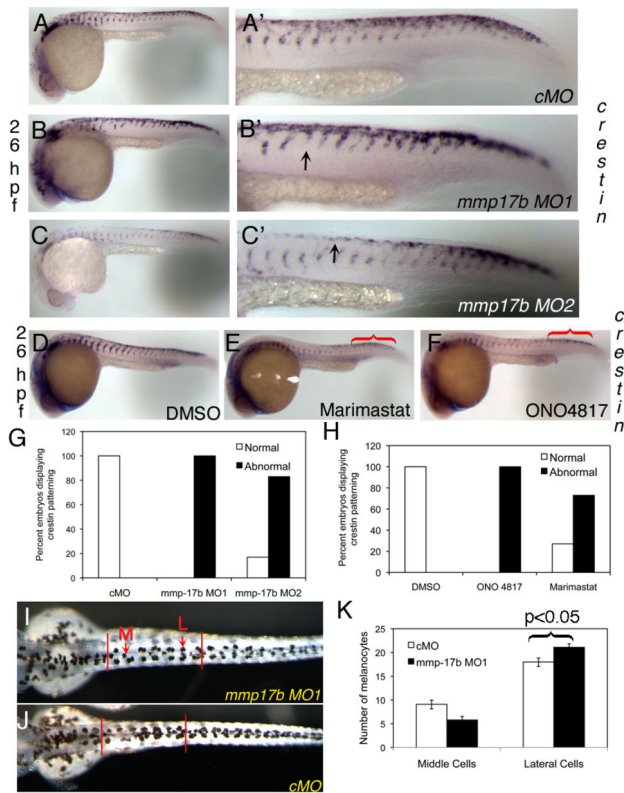 A
A'
cMO
B
B'
mmp17b MO1
C
C'
mmp17b MO2
26 hpf
crestin
D
DMSO
E
Marimastat
F
ONO4817
26 hpf
crestin
G
Percent embryos displaying
crestin patterning
120
100
80
60
40
20
0
Normal
Abnormal
cMO
mmp-17b MO1
mmp-17b MO2
H
Percent embryos displaying
crestin patterning
120
100
80
60
40
20
0
Normal
Abnormal
DMSO
ONO 4817
Marimastat
I
M
L
mmp17b MO1
J
cMO
K
p<0.05
Number of melanocytes
25
20
15
10
5
0
cMO
mmp-17b MO1
Middle Cells
Lateral Cells